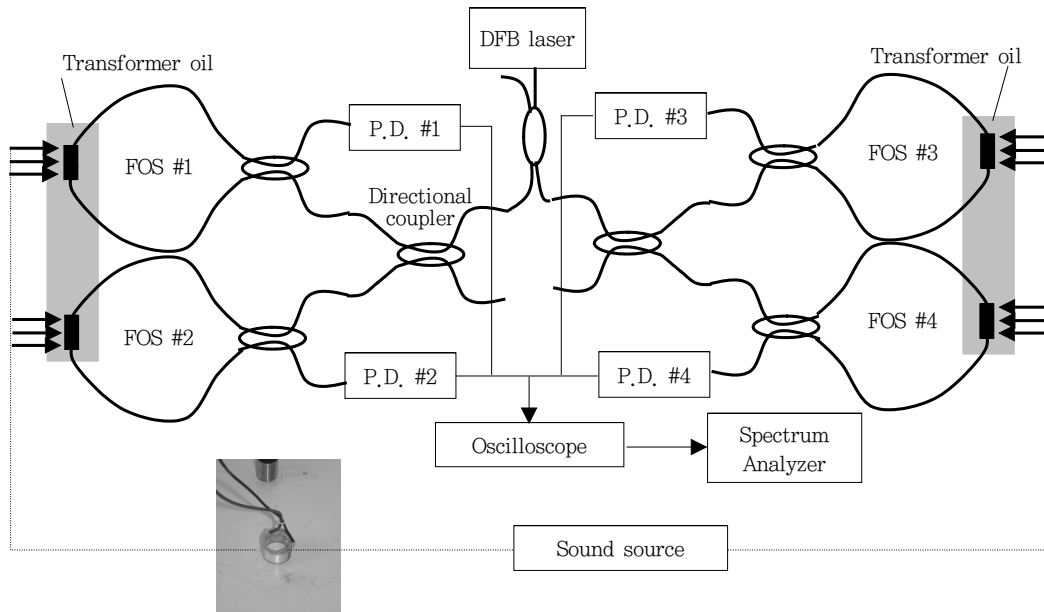 DFB laser
Transformer oil
Transformer oil
P.D. #1
P.D. #3
FOS #1
FOS #3
Directional
coupler
FOS #2
FOS #4
P.D. #2
P.D. #4
Oscilloscope
Spectrum
Analyzer
Sound source